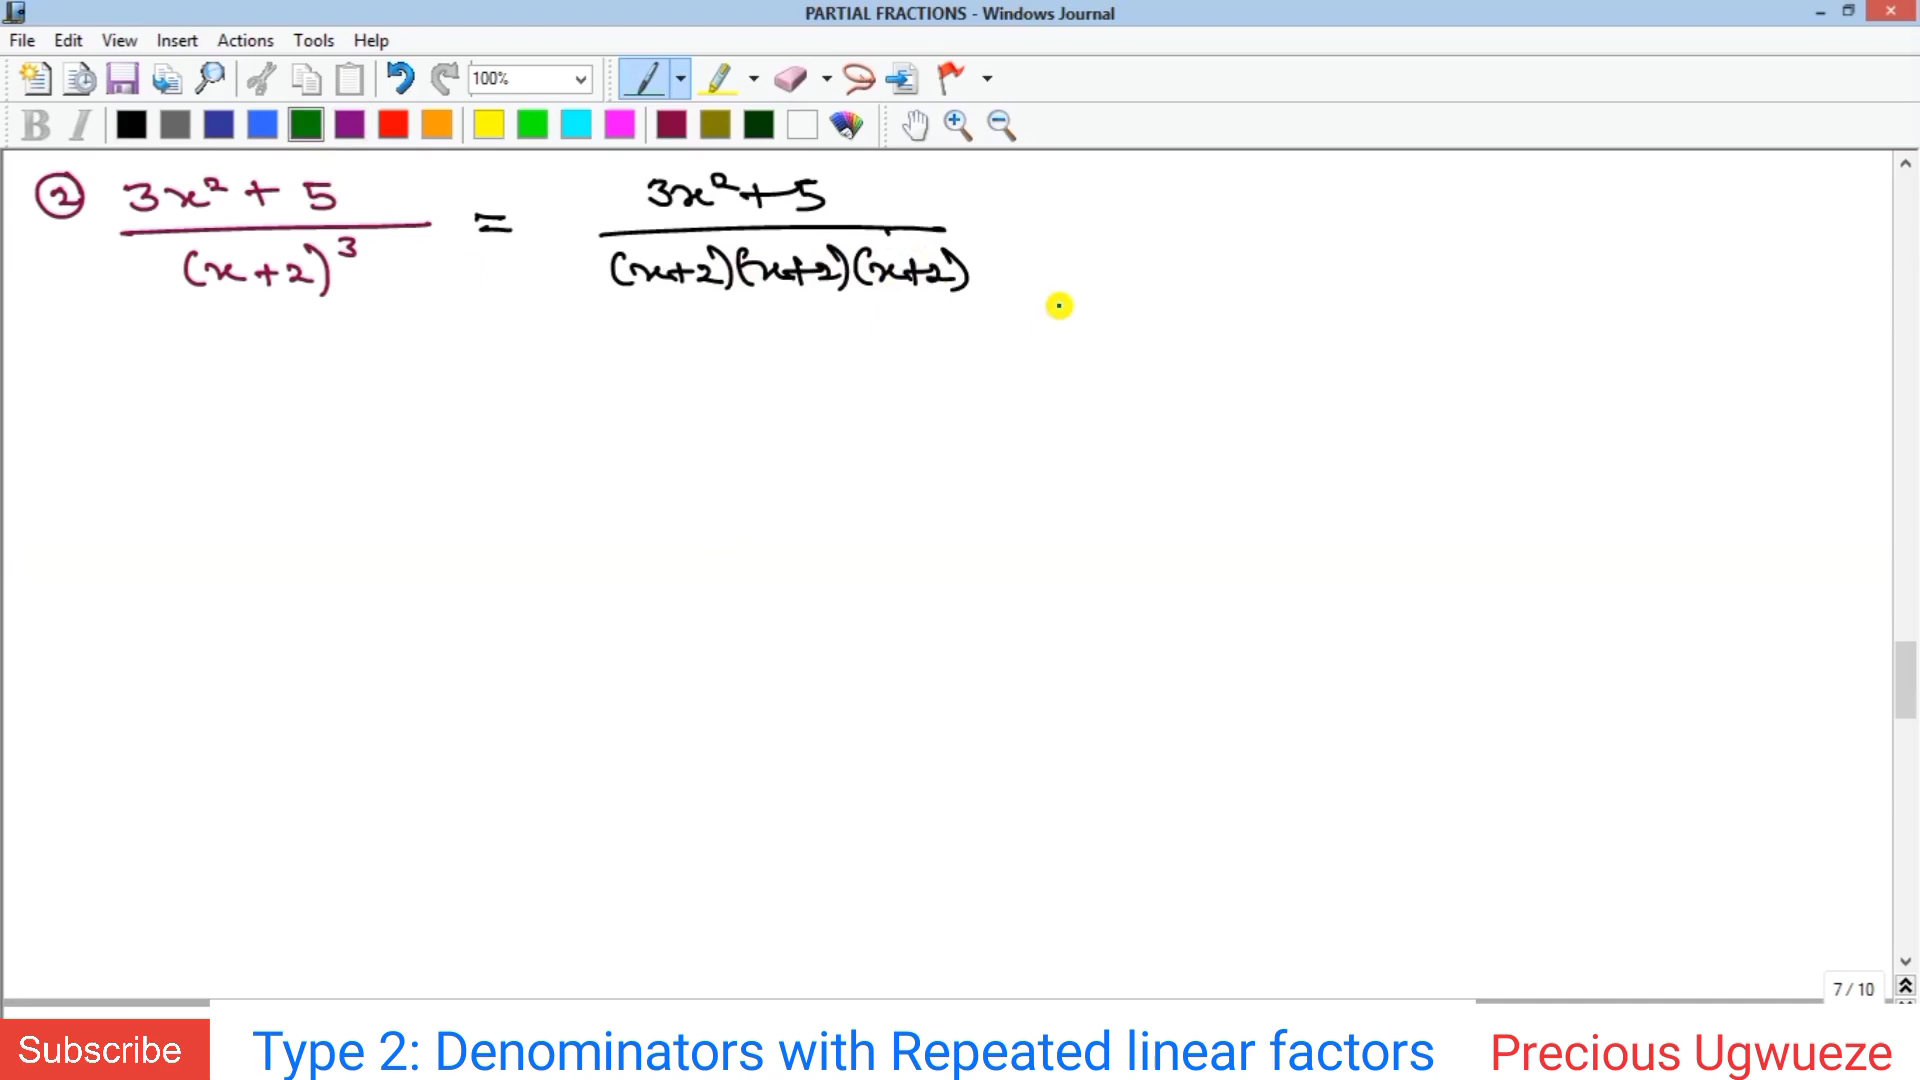 PARTIAL FRACTIONS - Windows Journal
File Edit View Insert Actions Tools Help
100%
B I
② 3x² + 5 / (x+2)³ = 3x² + 5 / (x+2)(x+2)(x+2)
7 / 10
Subscribe Type 2: Denominators with Repeated linear factors Precious Ugwueze